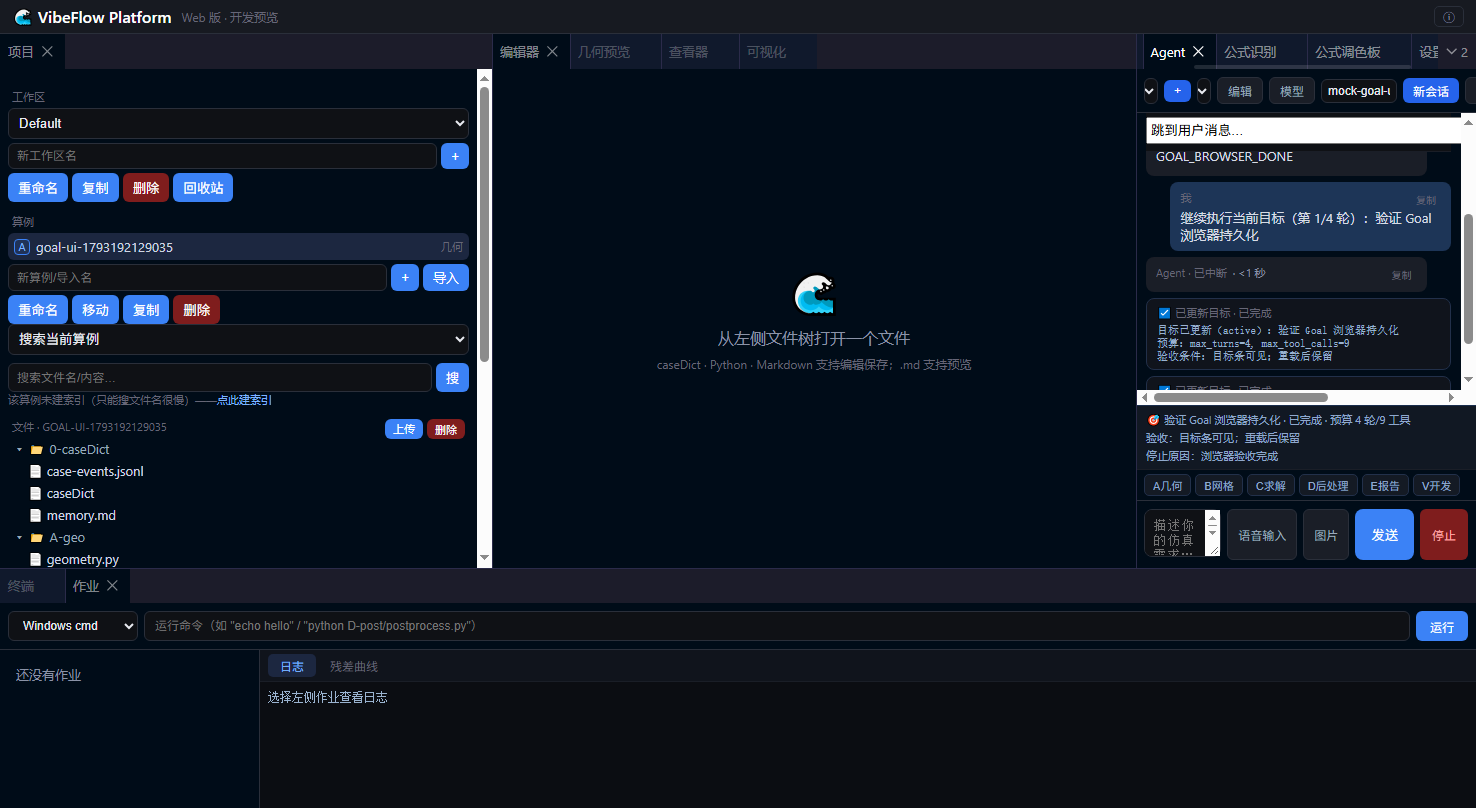 VibeFlow Platform Web 版 · 开发预览
项目
工作区
Default
新工作区名
+
重命名 复制 删除 回收站
算例
A goal-ui-1793192129035 几何
新算例/导入名
+ 导入
重命名 移动 复制 删除
搜索当前算例
搜索文件名/内容…
搜
该算例未建索引（只能搜文件名很慢）——点此建索引
文件 · GOAL-UI-1793192129035 上传 删除
0-caseDict
case-events.jsonl
caseDict
memory.md
A-geo
geometry.py
编辑器 几何预览 查看器 可视化
从左侧文件树打开一个文件
caseDict · Python · Markdown 支持编辑保存；.md 支持预览
Agent 公式识别 公式调色板 2
+ 编辑 模型 mock-goal-u 新会话
跳到用户消息…
GOAL_BROWSER_DONE
我 复制
继续执行当前目标（第 1/4 轮）：验证 Goal
浏览器持久化
Agent · 已中断 · <1 秒 复制
已更新目标 · 已完成
目标已更新（active）：验证 Goal 浏览器持久化
预算：max_turns=4, max_tool_calls=9
验收条件：目标条可见；重载后保留
已更新目标 · 已完成
验证 Goal 浏览器持久化 · 已完成 · 预算 4 轮/9 工具
验收：目标条可见；重载后保留
停止原因：浏览器验收完成
A几何 B网格 C求解 D后处理 E报告 V开发
描述你
的仿真
需求…
语音输入 图片 发送 停止
终端 作业
Windows cmd
运行命令（如 "echo hello" / "python D-post/postprocess.py"）
运行
还没有作业
日志 残差曲线
选择左侧作业查看日志